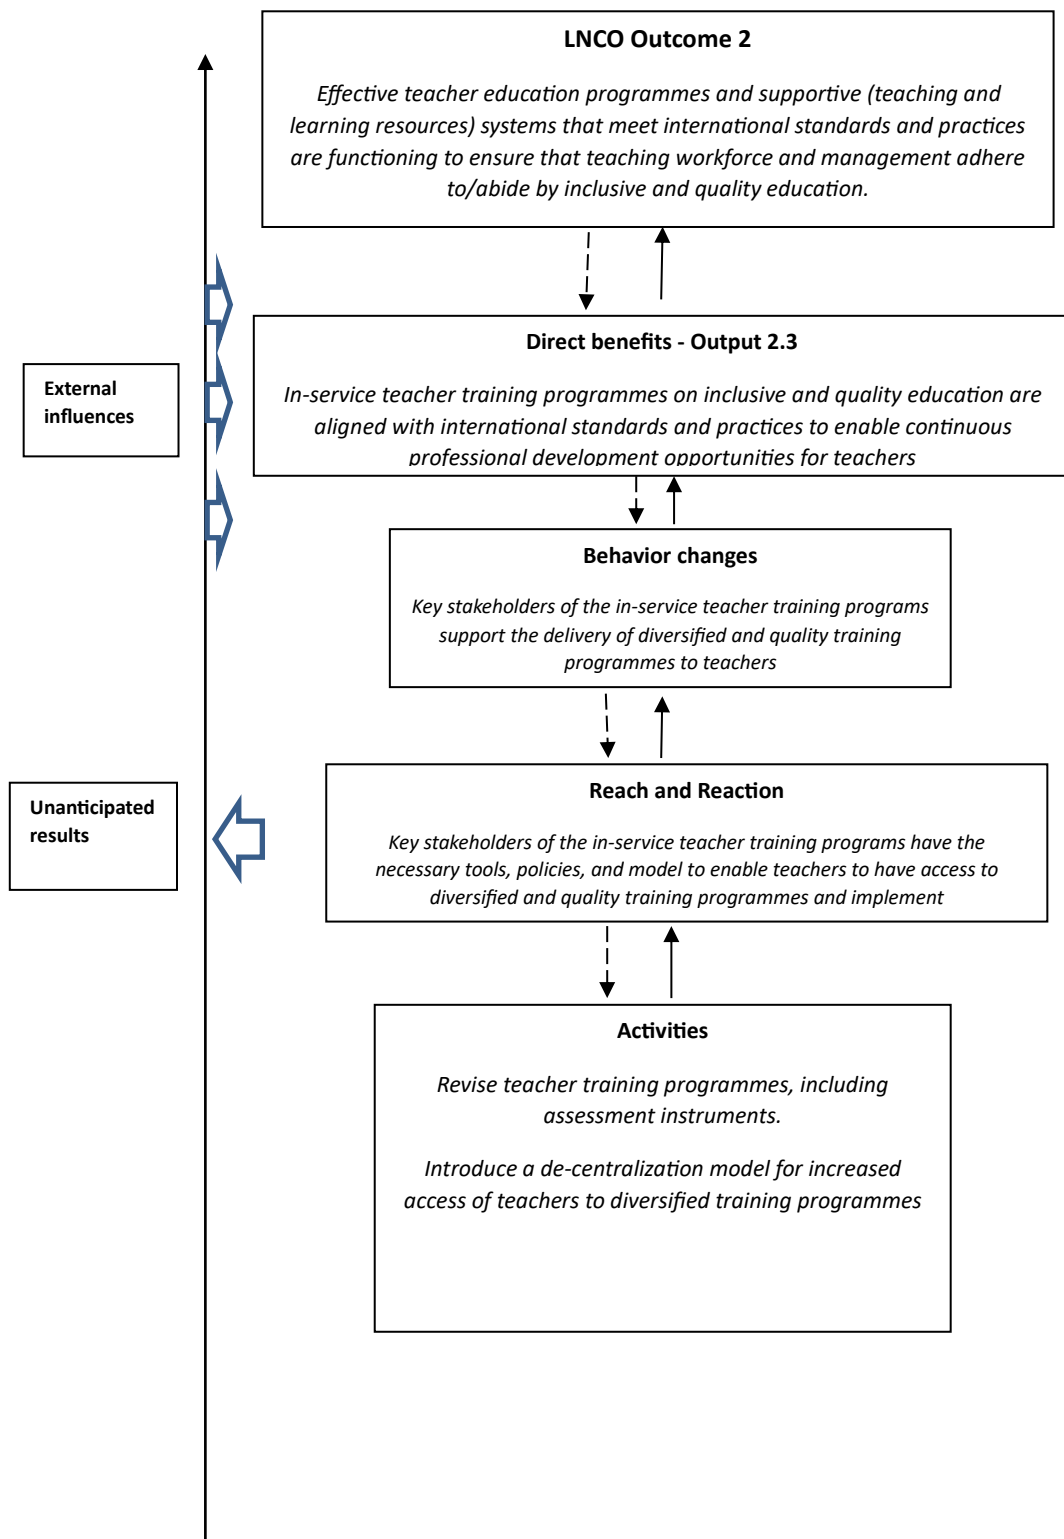 LNCO Outcome 2
Effective teacher education programmes and supportive (teaching and
learning resources) systems that meet international standards and practices
are functioning to ensure that teaching workforce and management adhere
to/abide by inclusive and quality education.
Direct benefits - Output 2.3
In-service teacher training programmes on inclusive and quality education are
aligned with international standards and practices to enable continuous
professional development opportunities for teachers
External
influences
Behavior changes
Key stakeholders of the in-service teacher training programs
support the delivery of diversified and quality training
programmes to teachers
Unanticipated
results
Reach and Reaction
Key stakeholders of the in-service teacher training programs have the
necessary tools, policies, and model to enable teachers to have access to
diversified and quality training programmes and implement
Activities
Revise teacher training programmes, including
assessment instruments.
Introduce a de-centralization model for increased
access of teachers to diversified training programmes